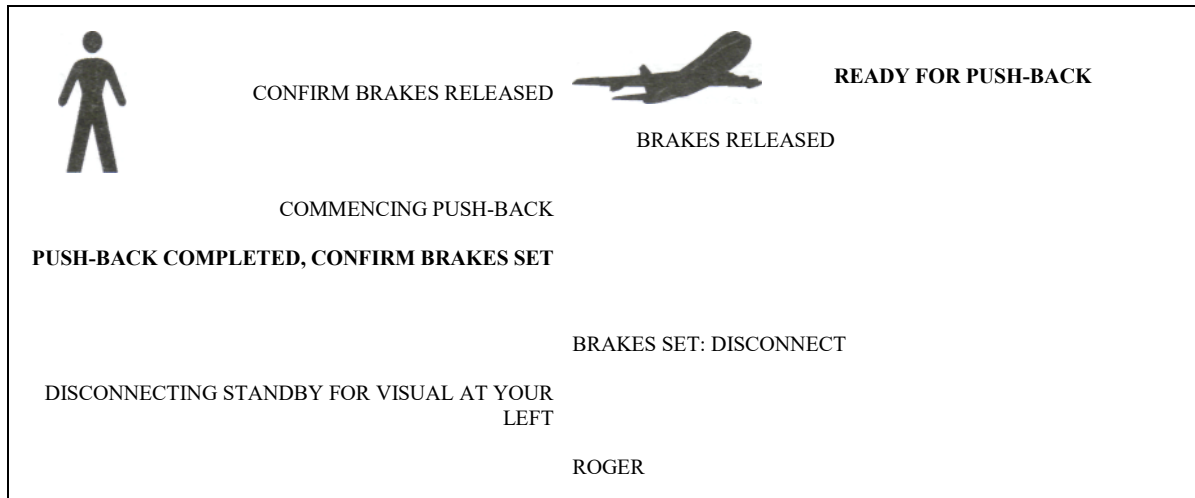 READY FOR PUSH-BACK
CONFIRM BRAKES RELEASED
BRAKES RELEASED
COMMENCING PUSH-BACK
PUSH-BACK COMPLETED, CONFIRM BRAKES SET
BRAKES SET: DISCONNECT
DISCONNECTING STANDBY FOR VISUAL AT YOUR
LEFT
ROGER